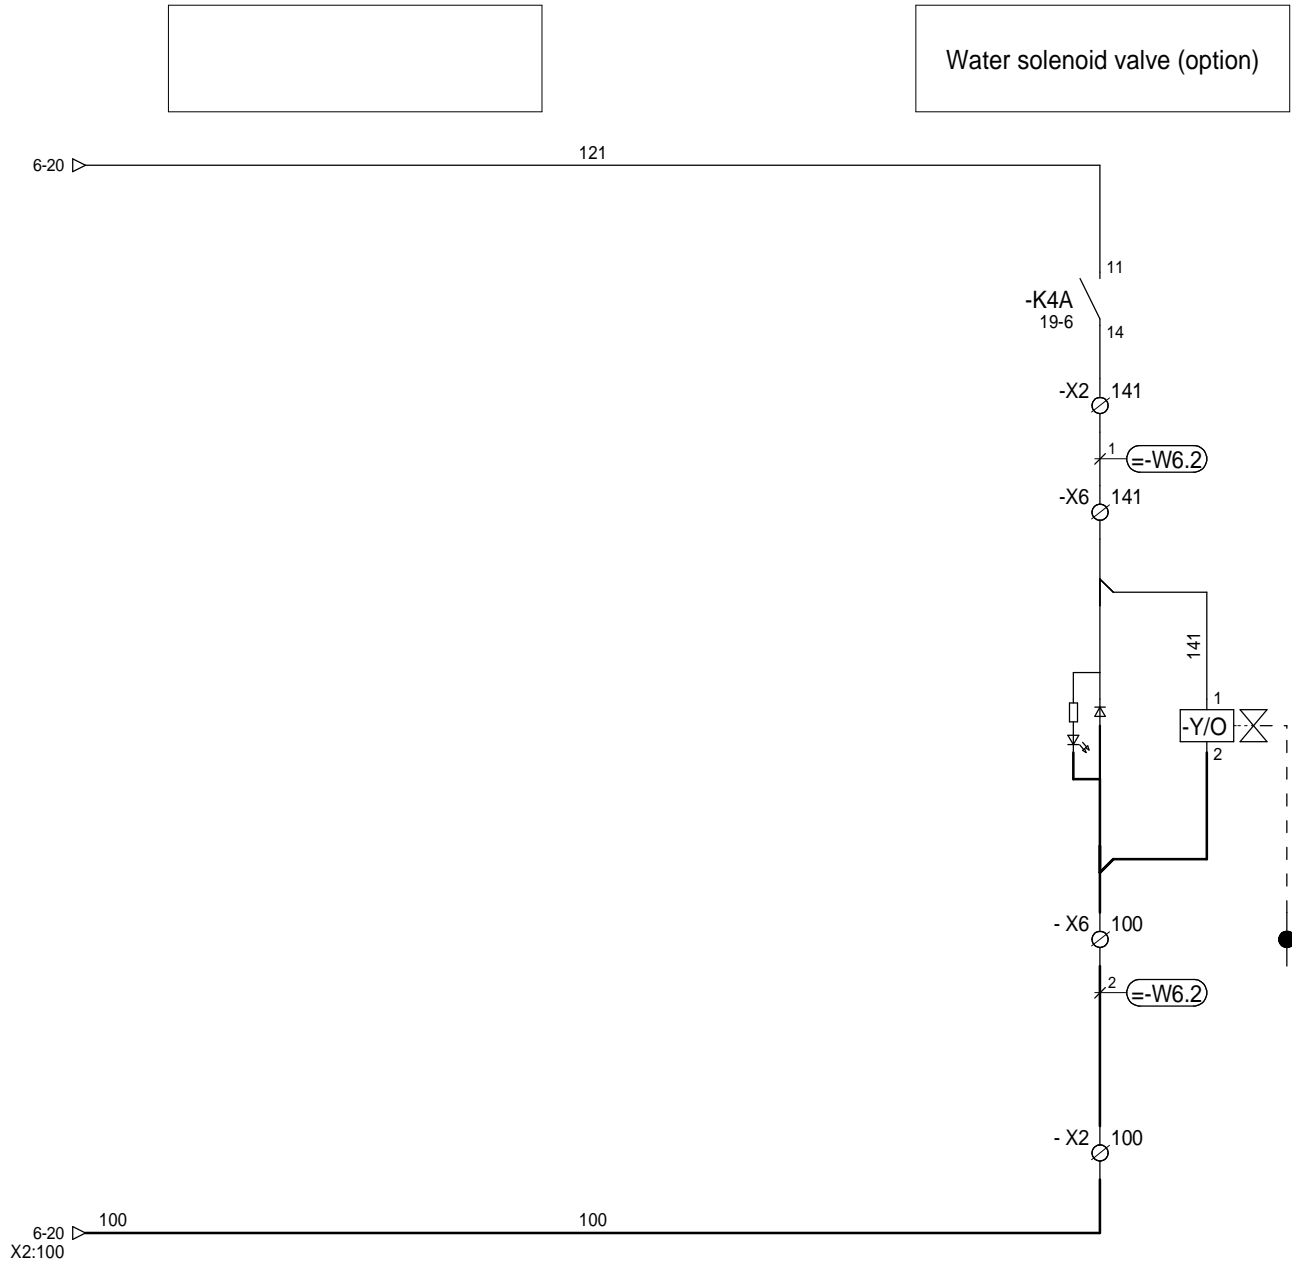 Water solenoid valve (option)
6-20
121
11
-K4A
19-6
14
-X2 141
1
=-W6.2
-X6 141
141
1
-Y/O
2
- X6 100
2
=-W6.2
- X2 100
100
100
6-20
X2:100